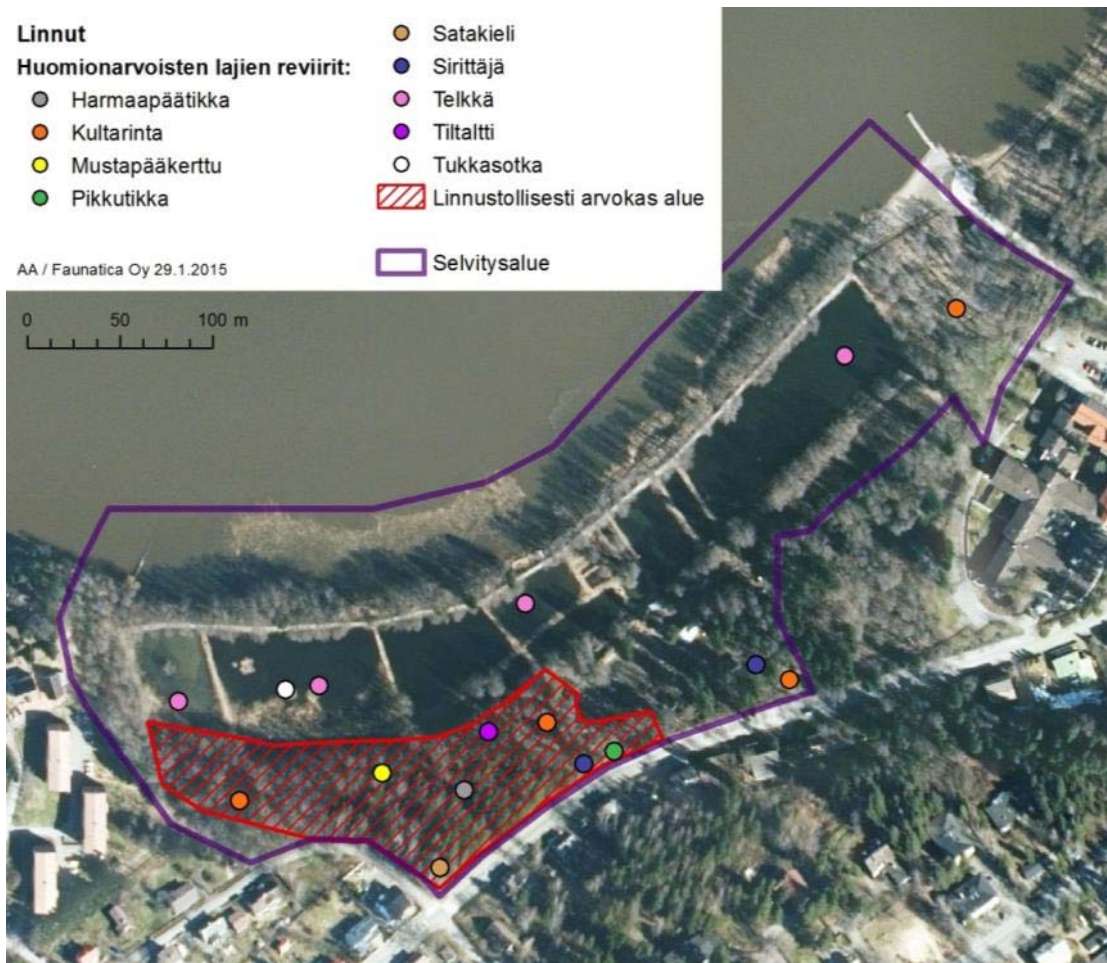 Linnut
Huomionarvoisten lajien reviirit:
Harmaapäätikka
Kultarinta
Mustapääkerttu
Pikkutikka
Satakieli
Sirittäjä
Telkkä
Tiltaltti
Tukkasotka
Linnustollisesti arvokas alue
Selvitysalue
AA / Faunatica Oy 29.1.2015
0 50 100 m